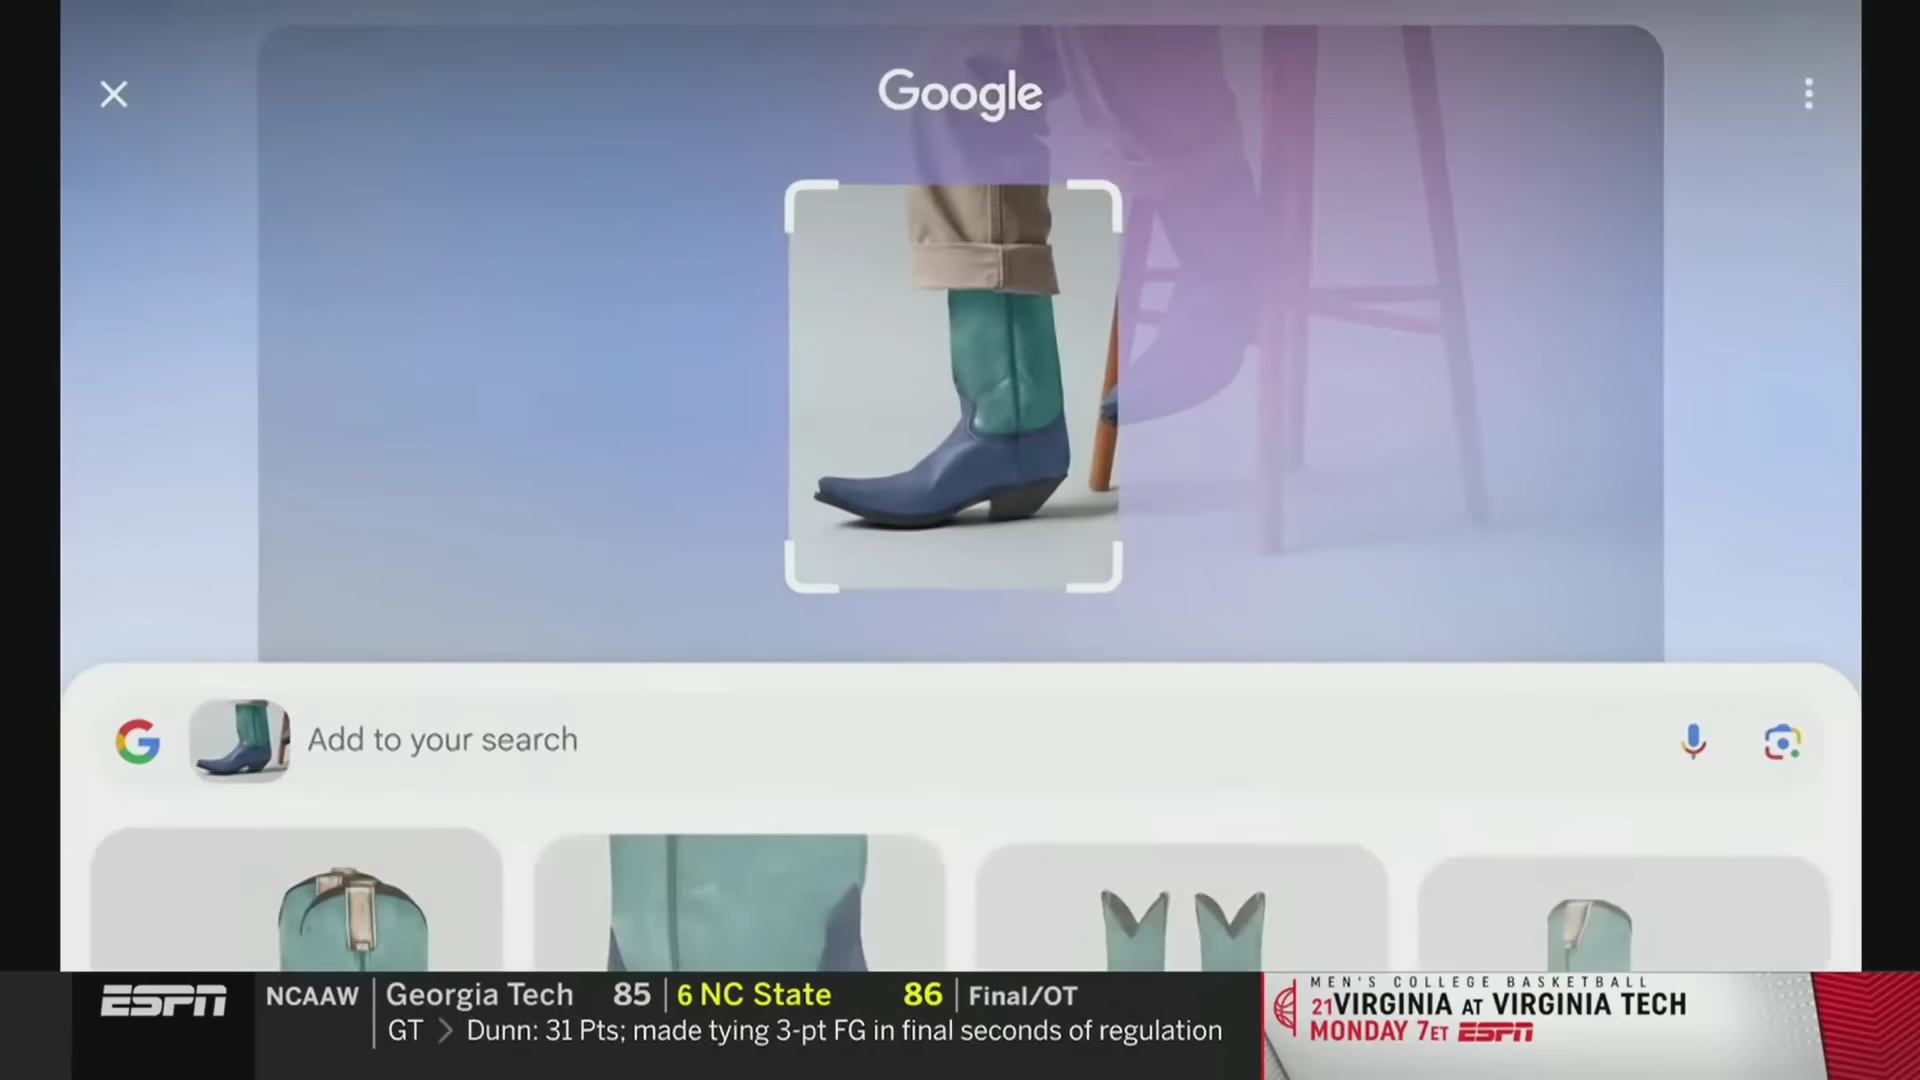 Google
Add to your search
ESPN
NCAAW
Georgia Tech 85
6 NC State 86
Final/OT
GT > Dunn: 31 Pts; made tying 3-pt FG in final seconds of regulation
MEN'S COLLEGE BASKETBALL
21 VIRGINIA AT VIRGINIA TECH
MONDAY 7ET ESPN